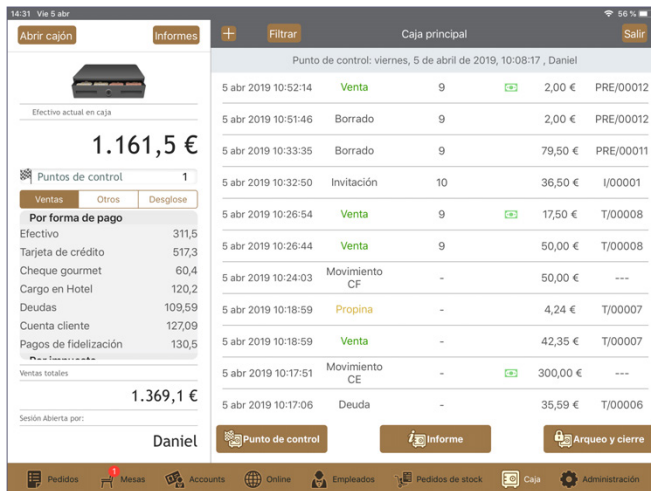 14:31 Vie 5 abr
56 %
Abrir cajón Informes
Filtrar Caja principal Salir
Punto de control: viernes, 5 de abril de 2019, 10:08:17 , Daniel
Efectivo actual en caja
1.161,5 €
Puntos de control 1
Ventas Otros Desglose
Por forma de pago
Efectivo 311,5
Tarjeta de crédito 517,3
Cheque gourmet 60,4
Cargo en Hotel 120,2
Deudas 109,59
Cuenta cliente 127,09
Pagos de fidelización 130,5
Por impuesto
Ventas totales
1.369,1 €
Sesión Abierta por:
Daniel
5 abr 2019 10:52:14 Venta 9 2,00 € PRE/00012
5 abr 2019 10:51:46 Borrado 9 2,00 € PRE/00012
5 abr 2019 10:33:35 Borrado 9 79,50 € PRE/00011
5 abr 2019 10:32:50 Invitación 10 36,50 € I/00001
5 abr 2019 10:26:54 Venta 9 17,50 € T/00008
5 abr 2019 10:26:44 Venta 9 50,00 € T/00008
5 abr 2019 10:24:03 Movimiento CF - 50,00 € ---
5 abr 2019 10:18:59 Propina - 4,24 € T/00007
5 abr 2019 10:18:59 Venta - 42,35 € T/00007
5 abr 2019 10:17:51 Movimiento CE - 300,00 € ---
5 abr 2019 10:17:06 Deuda - 35,59 € T/00006
Punto de control Informe Arqueo y cierre
Pedidos 1 Mesas Accounts Online Empleados Pedidos de stock Caja Administración